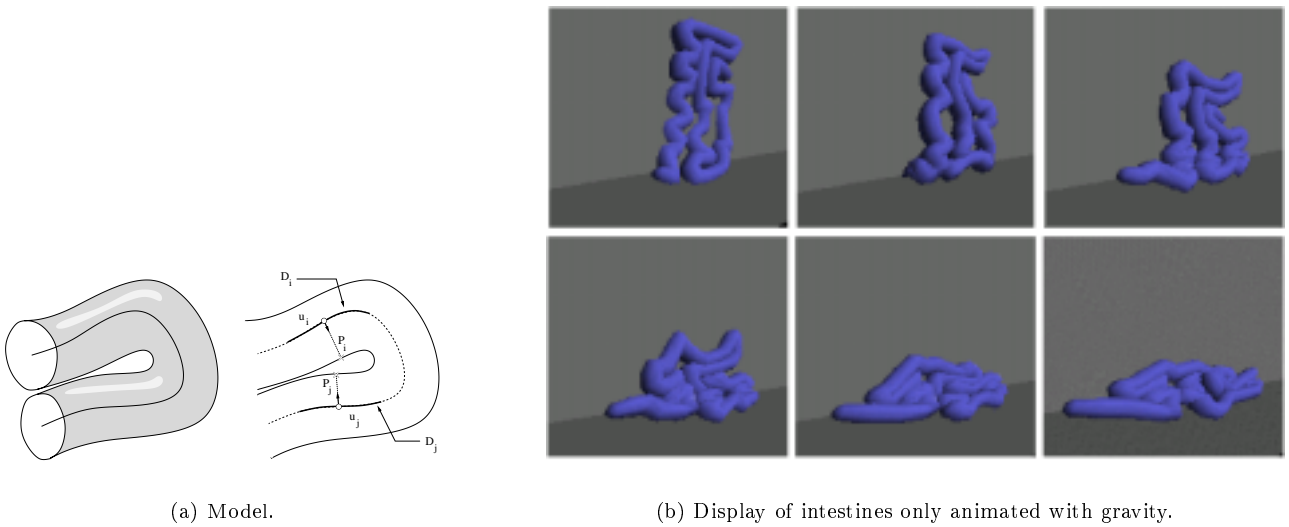 D_i
u_i
P_i
P_j
u_j
D_j
(a) Model.
(b) Display of intestines only animated with gravity.